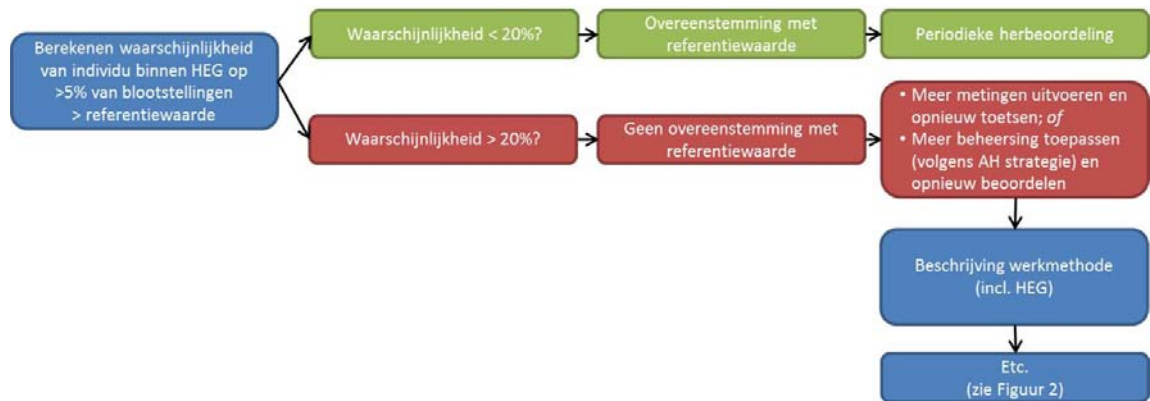 Berekenen waarschijnlijkheid
van individu binnen HEG op
>5% van blootstellingen
> referentiewaarde
Waarschijnlijkheid < 20%?
Overeenstemming met
referentiewaarde
Periodieke herbeoordeling
Waarschijnlijkheid > 20%?
Geen overeenstemming met
referentiewaarde
• Meer metingen uitvoeren en
opnieuw toetsen; of
• Meer beheersing toepassen
(volgens AH strategie) en
opnieuw beoordelen
Beschrijving werkmethode
(incl. HEG)
Etc.
(zie Figuur 2)